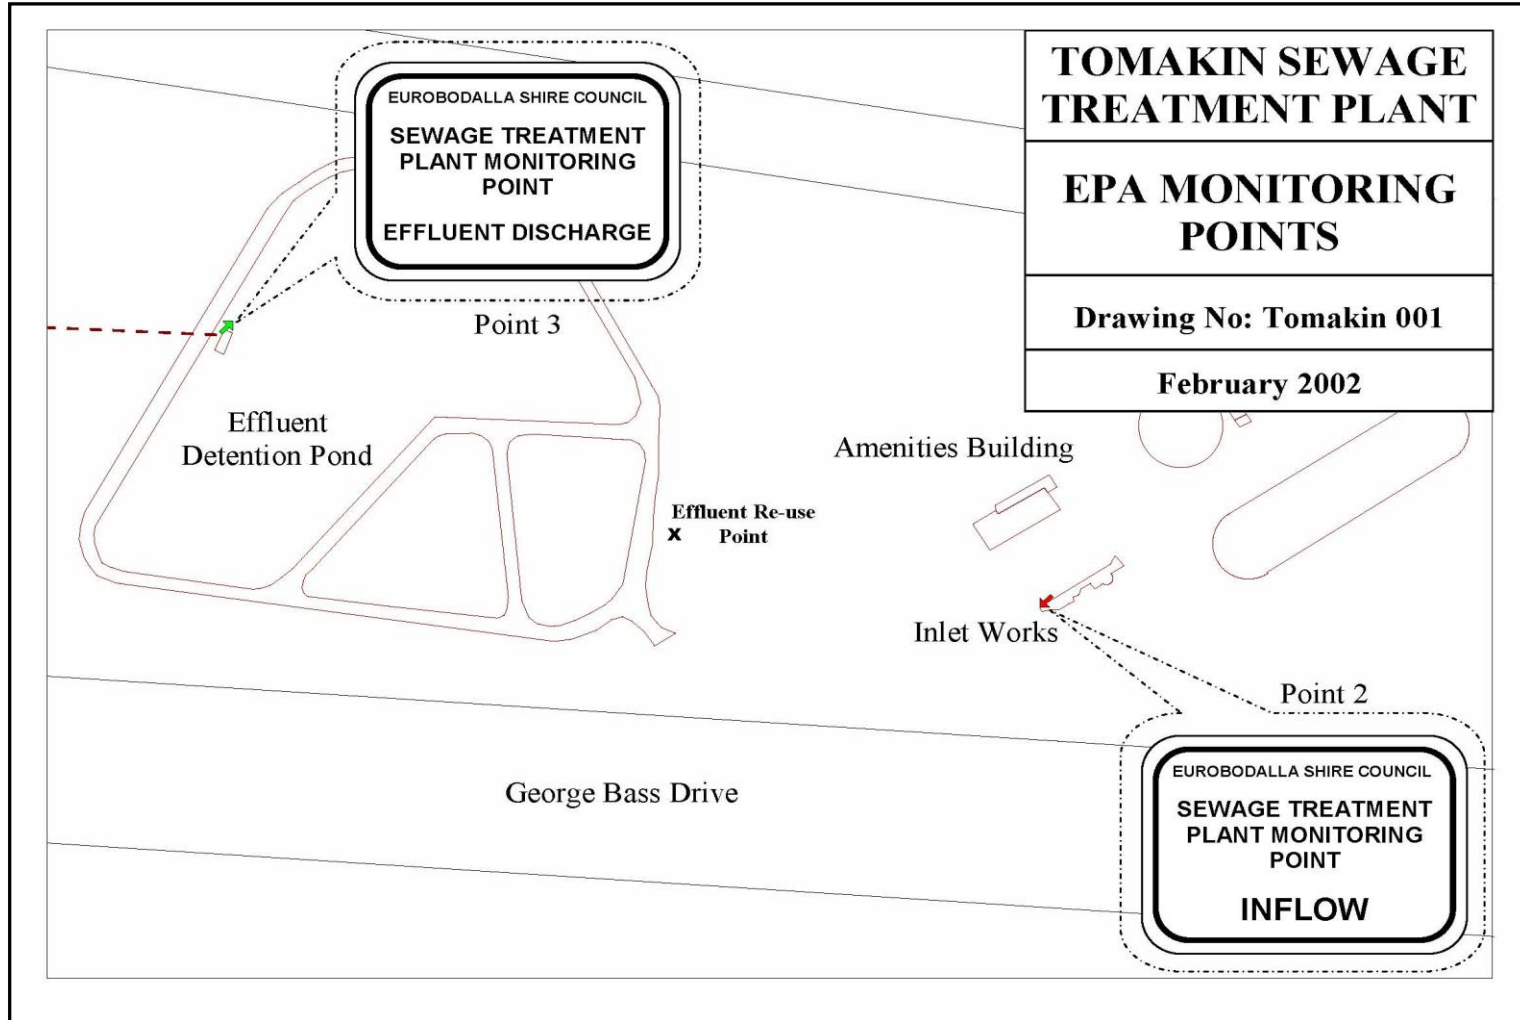 TOMAKIN SEWAGE
TREATMENT PLANT
EPA MONITORING
POINTS
Drawing No: Tomakin 001
February 2002
EUROBODALLA SHIRE COUNCIL
SEWAGE TREATMENT
PLANT MONITORING
POINT
EFFLUENT DISCHARGE
Point 3
Effluent
Detention Pond
Amenities Building
Effluent Re-use
X Point
Inlet Works
Point 2
George Bass Drive
EUROBODALLA SHIRE COUNCIL
SEWAGE TREATMENT
PLANT MONITORING
POINT
INFLOW